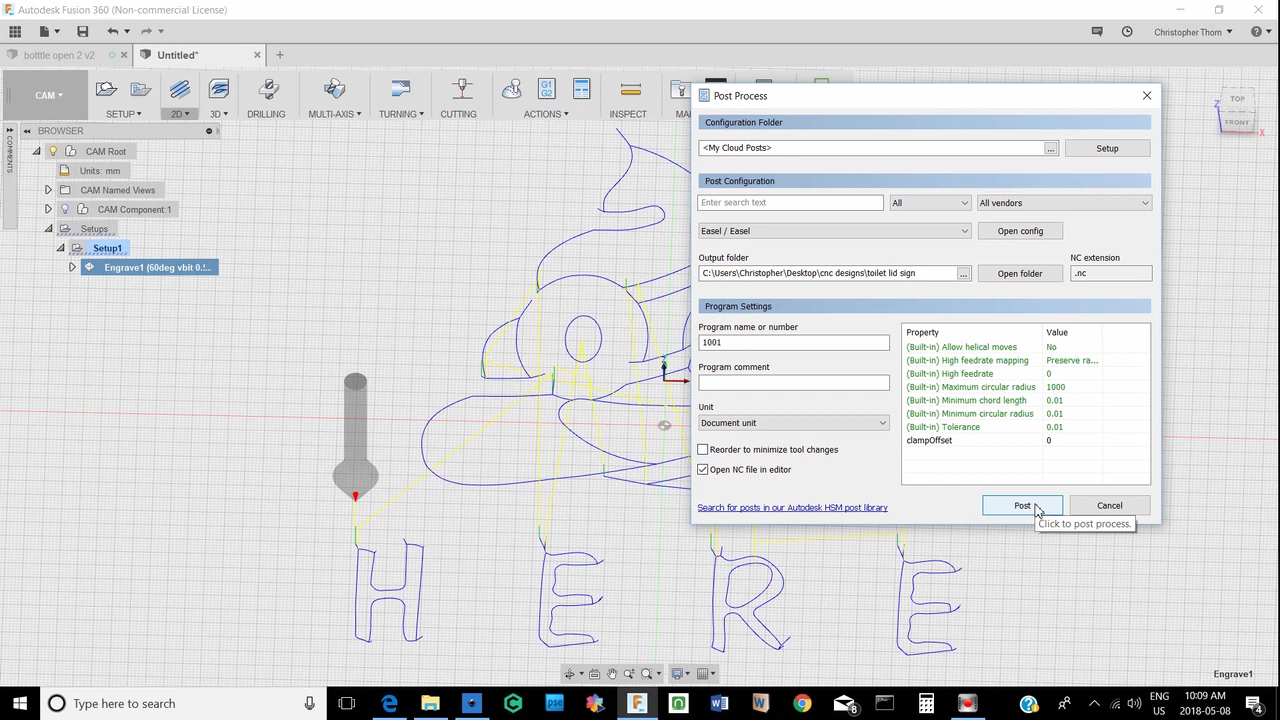 Autodesk Fusion 360 (Non-commercial License)
Christopher Thorn
botttle open 2 v2
Untitled*
CAM
SETUP
2D
3D
DRILLING
MULTI-AXIS
TURNING
CUTTING
G1
G2
ACTIONS
INSPECT
BROWSER
COMMENTS
CAM Root
Units: mm
CAM Named Views
CAM Component:1
Setups
Setup1
Engrave1 (60deg vbit 0.'...
TOP
FRONT
Z
X
Post Process
Configuration Folder
<My Cloud Posts>
...
Setup
Post Configuration
Enter search text
All
All vendors
Easel / Easel
Open config
Output folder
NC extension
C:\Users\Christopher\Desktop\cnc designs\toilet lid sign
...
Open folder
.nc
Program Settings
Program name or number
1001
Program comment
Unit
Document unit
Reorder to minimize tool changes
Open NC file in editor
Property Value
(Built-in) Allow helical moves No
(Built-in) High feedrate mapping Preserve ra...
(Built-in) High feedrate 0
(Built-in) Maximum circular radius 1000
(Built-in) Minimum chord length 0.01
(Built-in) Minimum circular radius 0.01
(Built-in) Tolerance 0.01
clampOffset 0
Search for posts in our Autodesk HSM post library
Post
Cancel
Click to post process.
HERE
Engrave1
Type here to search
pse
W
8
ENG
US
10:09 AM
2018-05-08